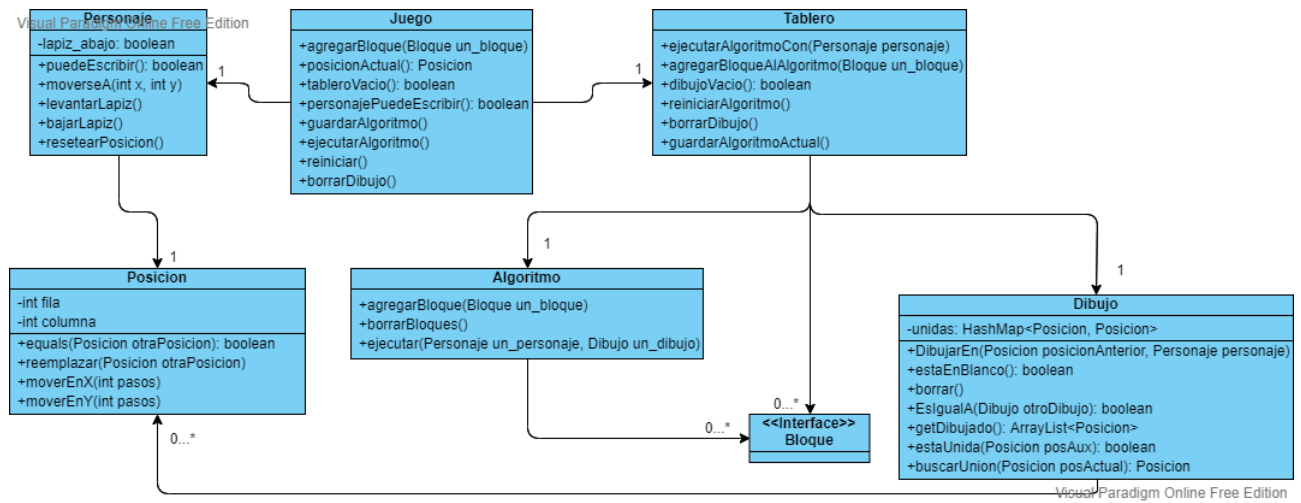 Visual Paradigm Online Free Edition
Personaje
-lapiz_abajo: boolean
+puedeEscribir(): boolean
+moverseA(int x, int y)
+levantarLapiz()
+bajarLapiz()
+resetearPosicion()
Juego
+agregarBloque(Bloque un_bloque)
+posicionActual(): Posicion
+tableroVacio(): boolean
+personajePuedeEscribir(): boolean
+guardarAlgoritmo()
+ejecutarAlgoritmo()
+reiniciar()
+borrarDibujo()
Tablero
+ejecutarAlgoritmoCon(Personaje personaje)
+agregarBloqueAlAlgoritmo(Bloque un_bloque)
+dibujoVacio(): boolean
+reiniciarAlgoritmo()
+borrarDibujo()
+guardarAlgoritmoActual()
1
1
1
1
1
Posicion
-int fila
-int columna
+equals(Posicion otraPosicion): boolean
+reemplazar(Posicion otraPosicion)
+moverEnX(int pasos)
+moverEnY(int pasos)
Algoritmo
+agregarBloque(Bloque un_bloque)
+borrarBloques()
+ejecutar(Personaje un_personaje, Dibujo un_dibujo)
Dibujo
-unidas: HashMap<Posicion, Posicion>
+DibujarEn(Posicion posicionAnterior, Personaje personaje)
+estaEnBlanco(): boolean
+borrar()
+EsIgualA(Dibujo otroDibujo): boolean
+getDibujado(): ArrayList<Posicion>
+estaUnida(Posicion posAux): boolean
+buscarUnion(Posicion posActual): Posicion
0...*
0...*
0...*
<<Interface>>
Bloque
Visual Paradigm Online Free Edition